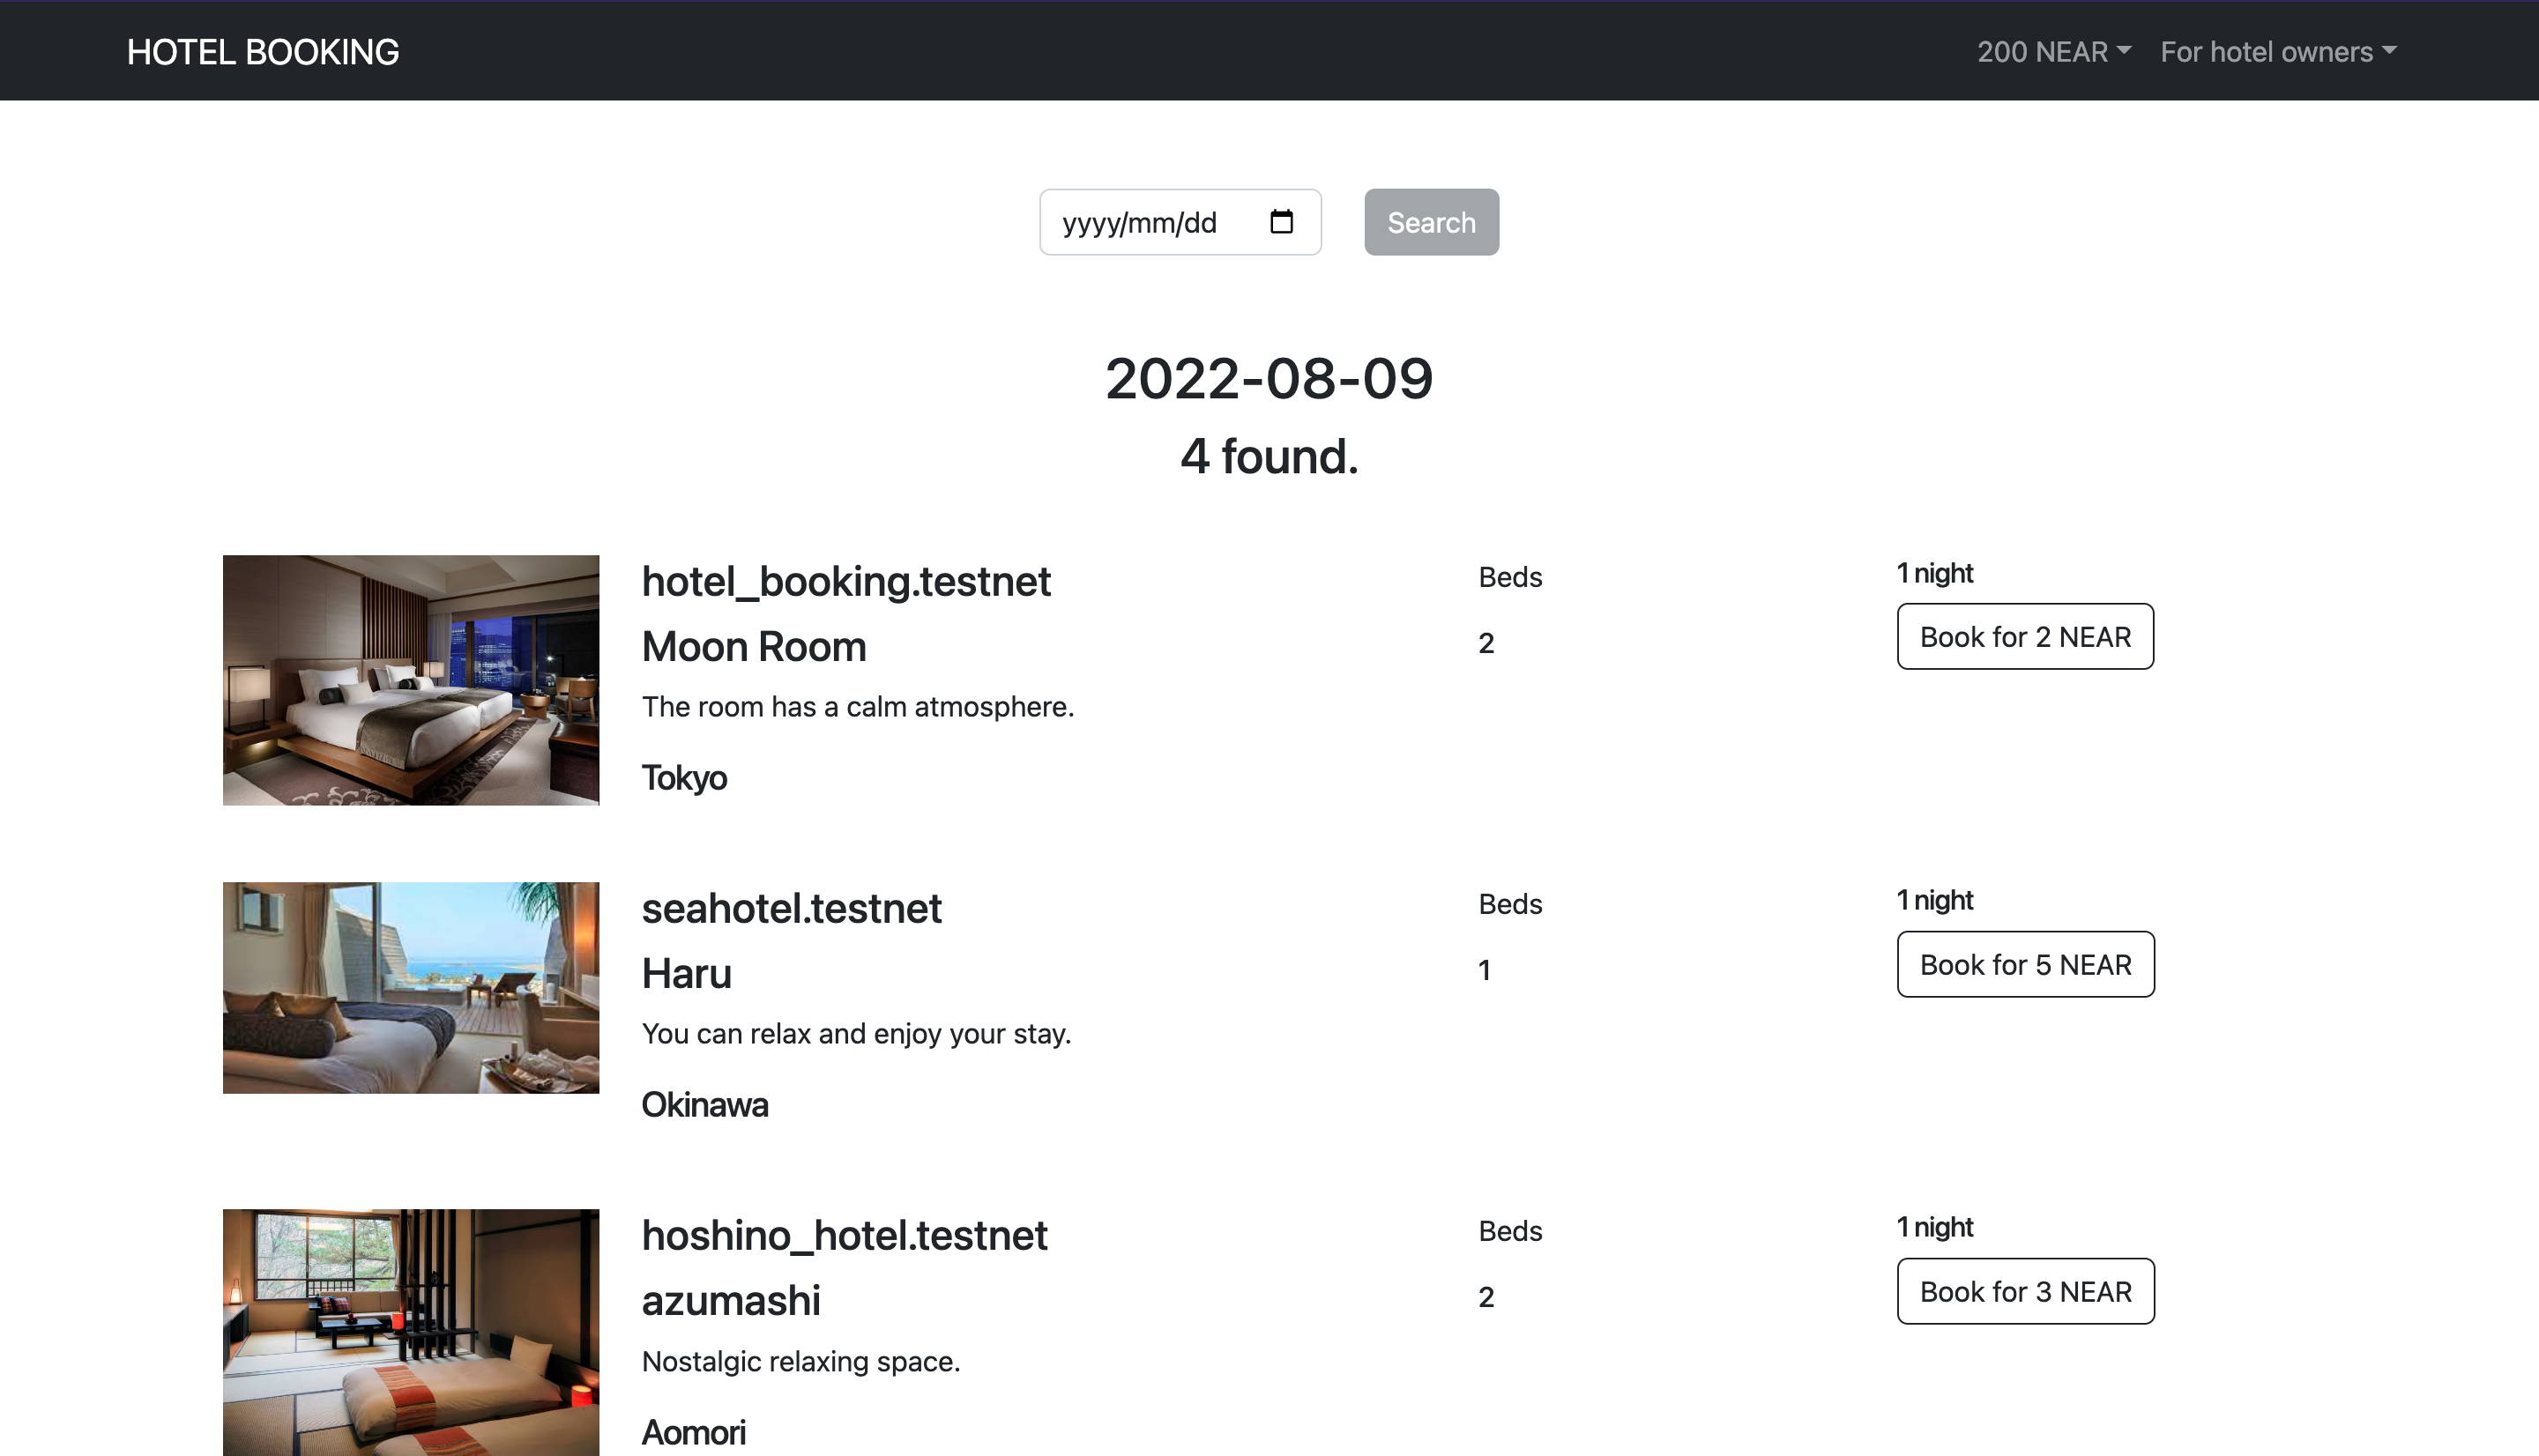 HOTEL BOOKING
200 NEAR
For hotel owners
yyyy/mm/dd
Search
2022-08-09
4 found.
hotel_booking.testnet
Moon Room
The room has a calm atmosphere.
Tokyo
Beds
2
1 night
Book for 2 NEAR
seahotel.testnet
Haru
You can relax and enjoy your stay.
Okinawa
Beds
1
1 night
Book for 5 NEAR
hoshino_hotel.testnet
azumashi
Nostalgic relaxing space.
Aomori
Beds
2
1 night
Book for 3 NEAR